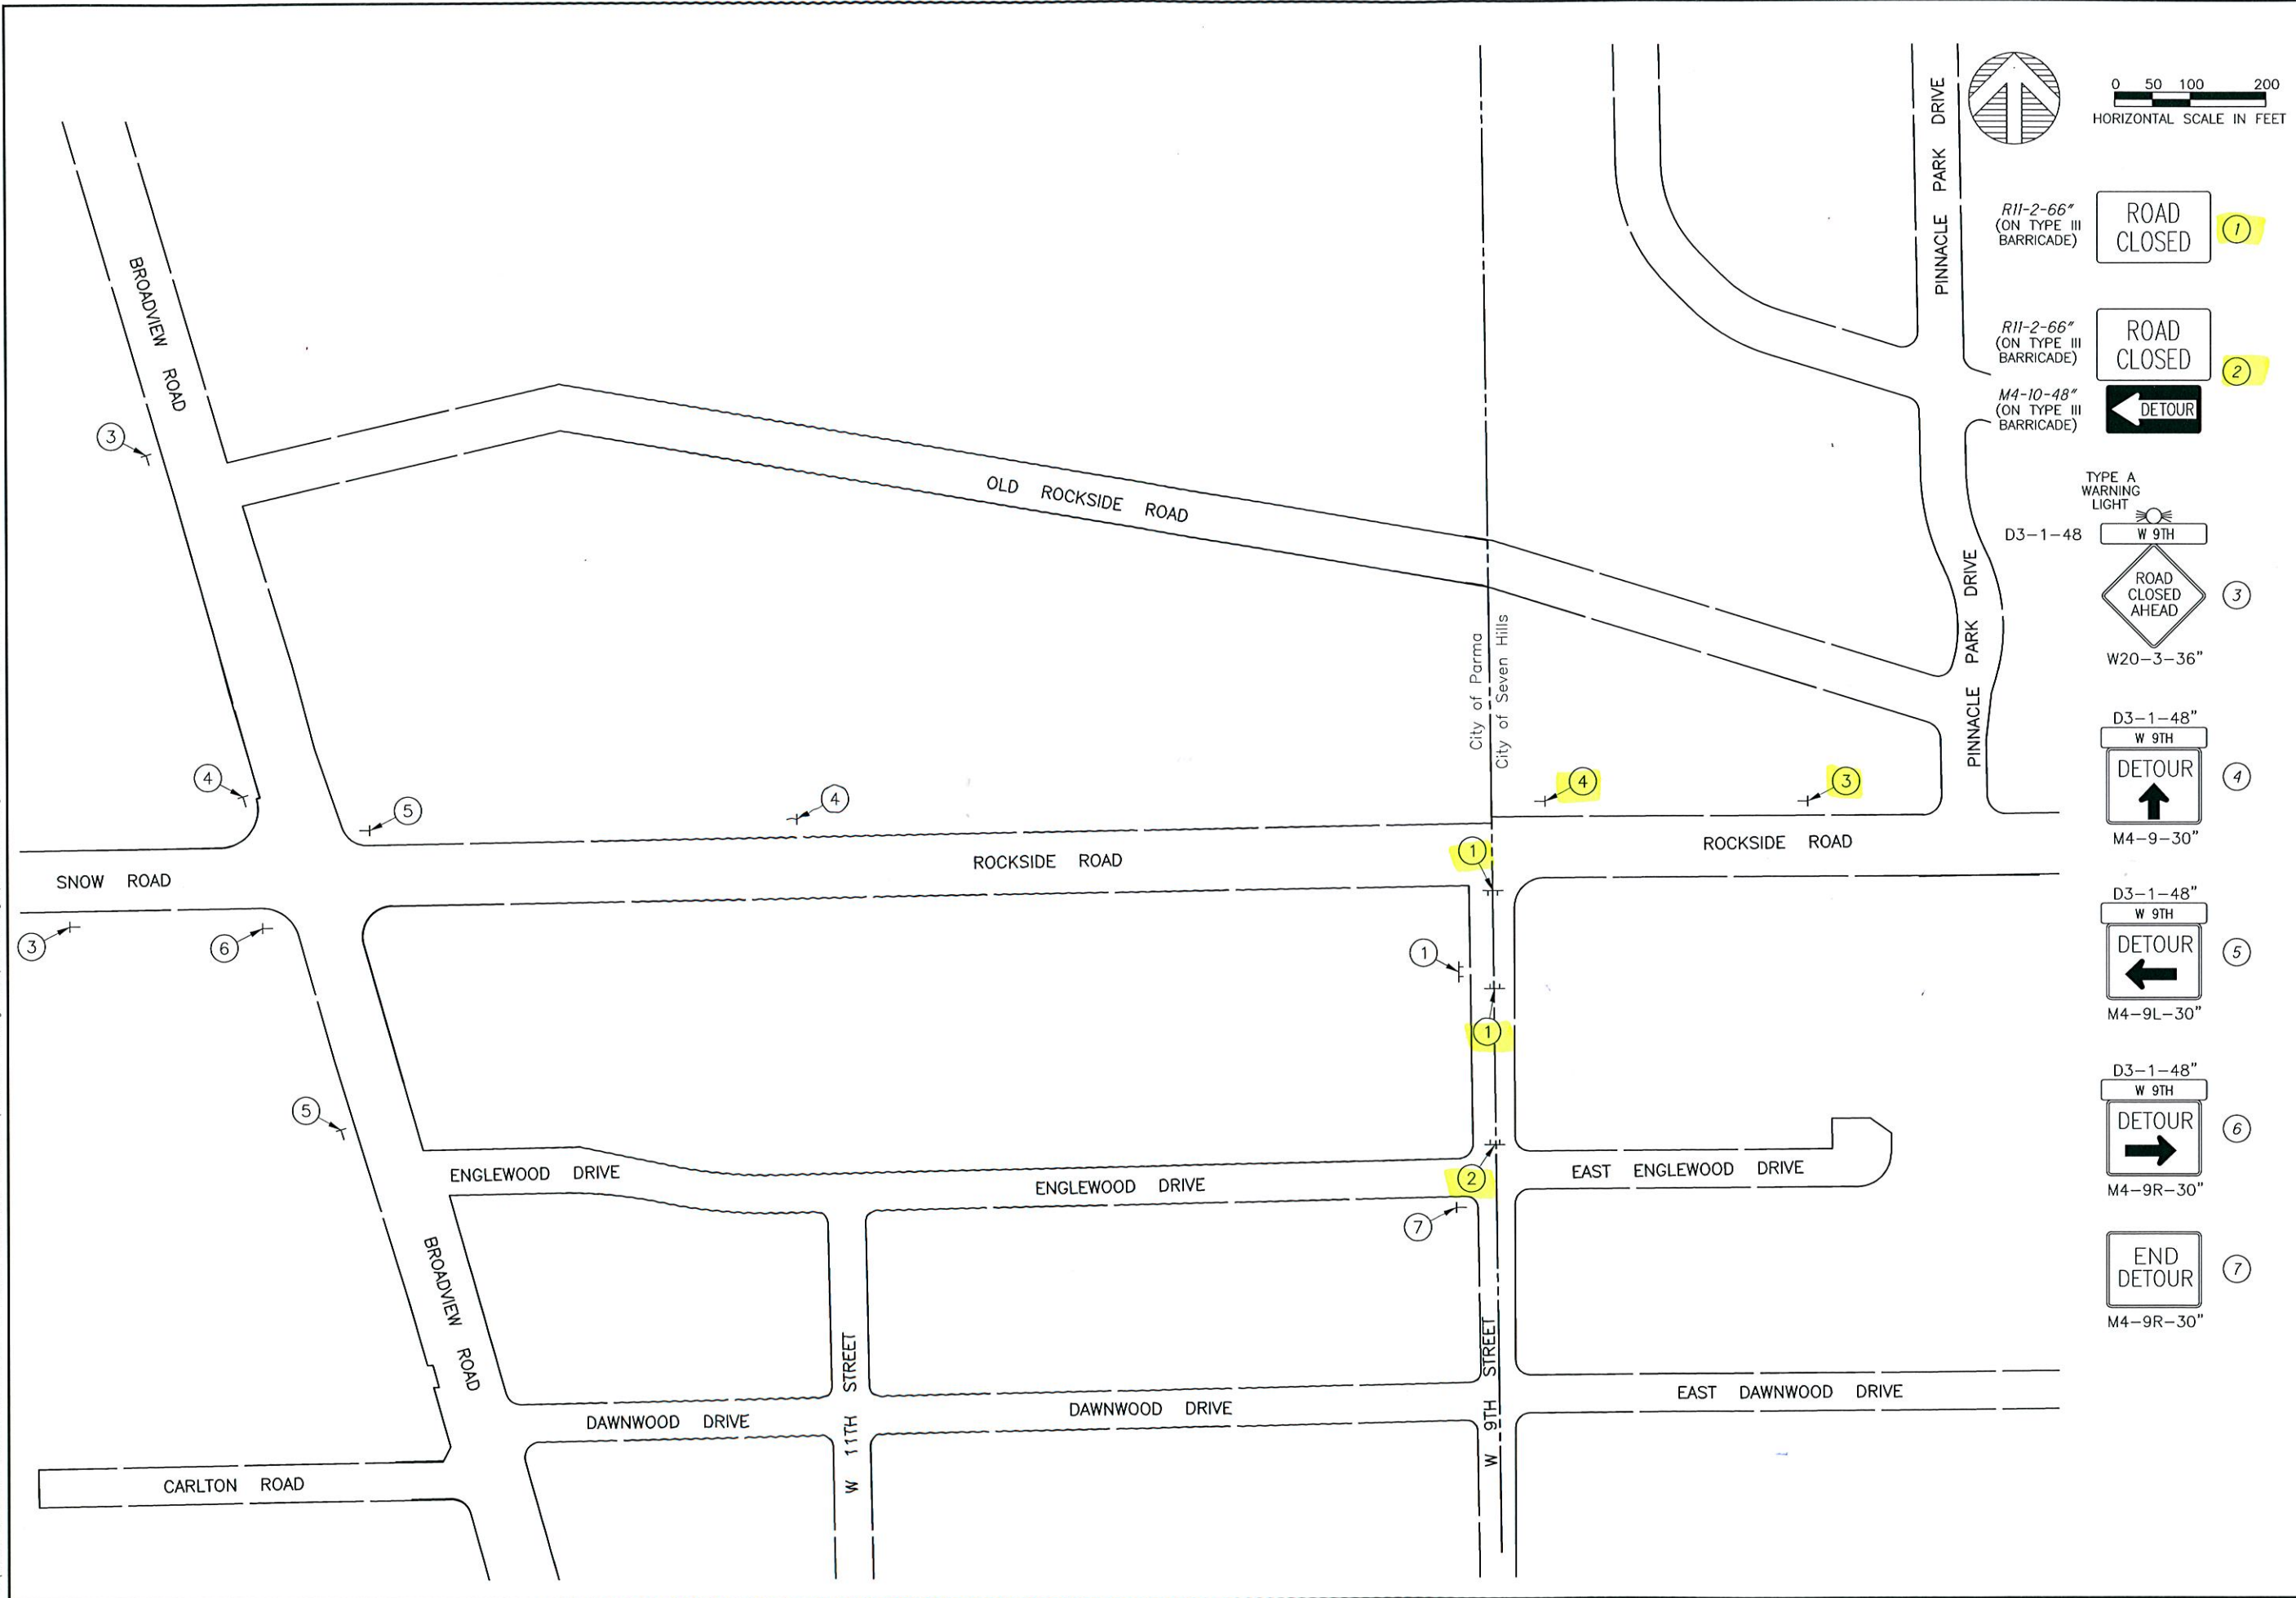 0 50 100 200
HORIZONTAL SCALE IN FEET
PINNACLE PARK DRIVE
R11-2-66"
(ON TYPE III
BARRICADE)
ROAD
CLOSED
1
BROADVIEW ROAD
R11-2-66"
(ON TYPE III
BARRICADE)
ROAD
CLOSED
2
M4-10-48"
(ON TYPE III
BARRICADE)
DETOUR
3
OLD ROCKSIDE ROAD
TYPE A
WARNING
LIGHT
D3-1-48
W 9TH
ROAD
CLOSED
AHEAD
3
W20-3-36"
PINNACLE PARK DRIVE
PINNACLE PARK DRIVE
City of Parma
City of Seven Hills
D3-1-48"
W 9TH
DETOUR
4
M4-9-30"
4
5
4
4
3
1
ROCKSIDE ROAD
ROCKSIDE ROAD
SNOW ROAD
3
6
1
1
D3-1-48"
W 9TH
DETOUR
5
M4-9L-30"
5
D3-1-48"
W 9TH
DETOUR
6
M4-9R-30"
ENGLEWOOD DRIVE
ENGLEWOOD DRIVE
2
EAST ENGLEWOOD DRIVE
7
END
DETOUR
7
M4-9R-30"
BROADVIEW ROAD
W 11TH STREET
W 9TH STREET
DAWNWOOD DRIVE
DAWNWOOD DRIVE
EAST DAWNWOOD DRIVE
CARLTON ROAD